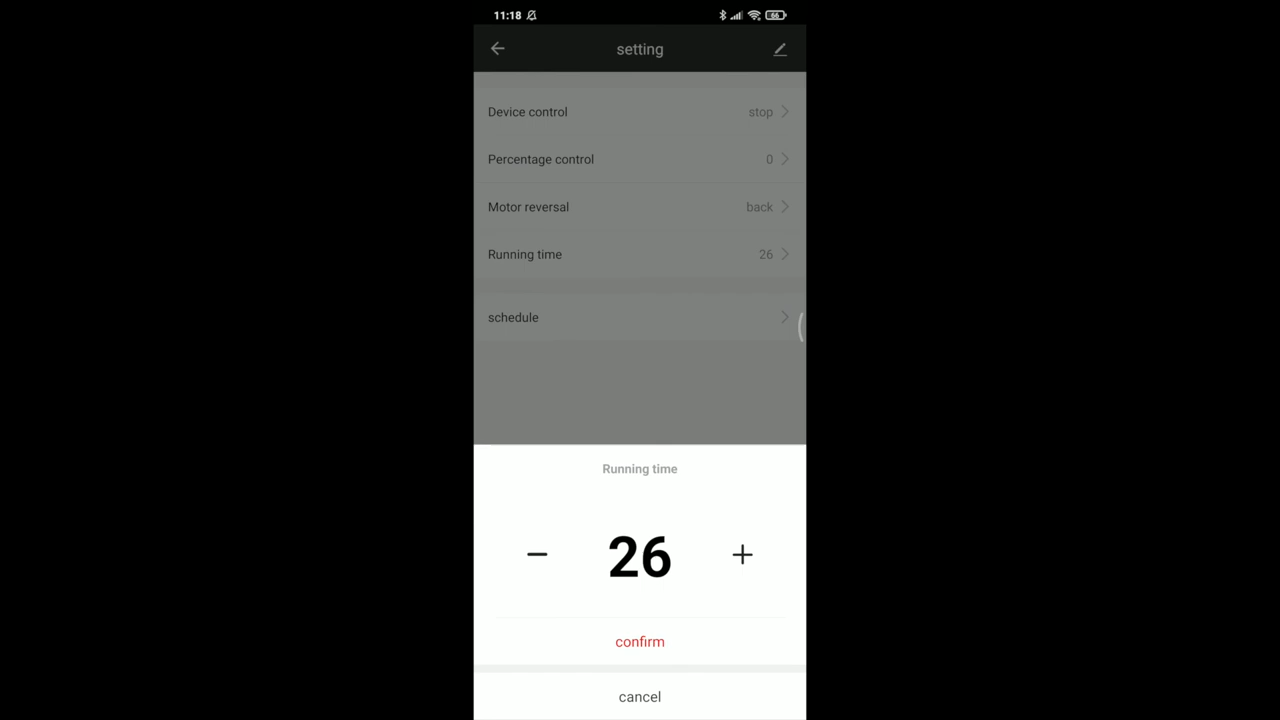 11:18
66
setting
Device control stop
Percentage control 0
Motor reversal back
Running time 26
schedule
Running time
− 26 +
confirm
cancel